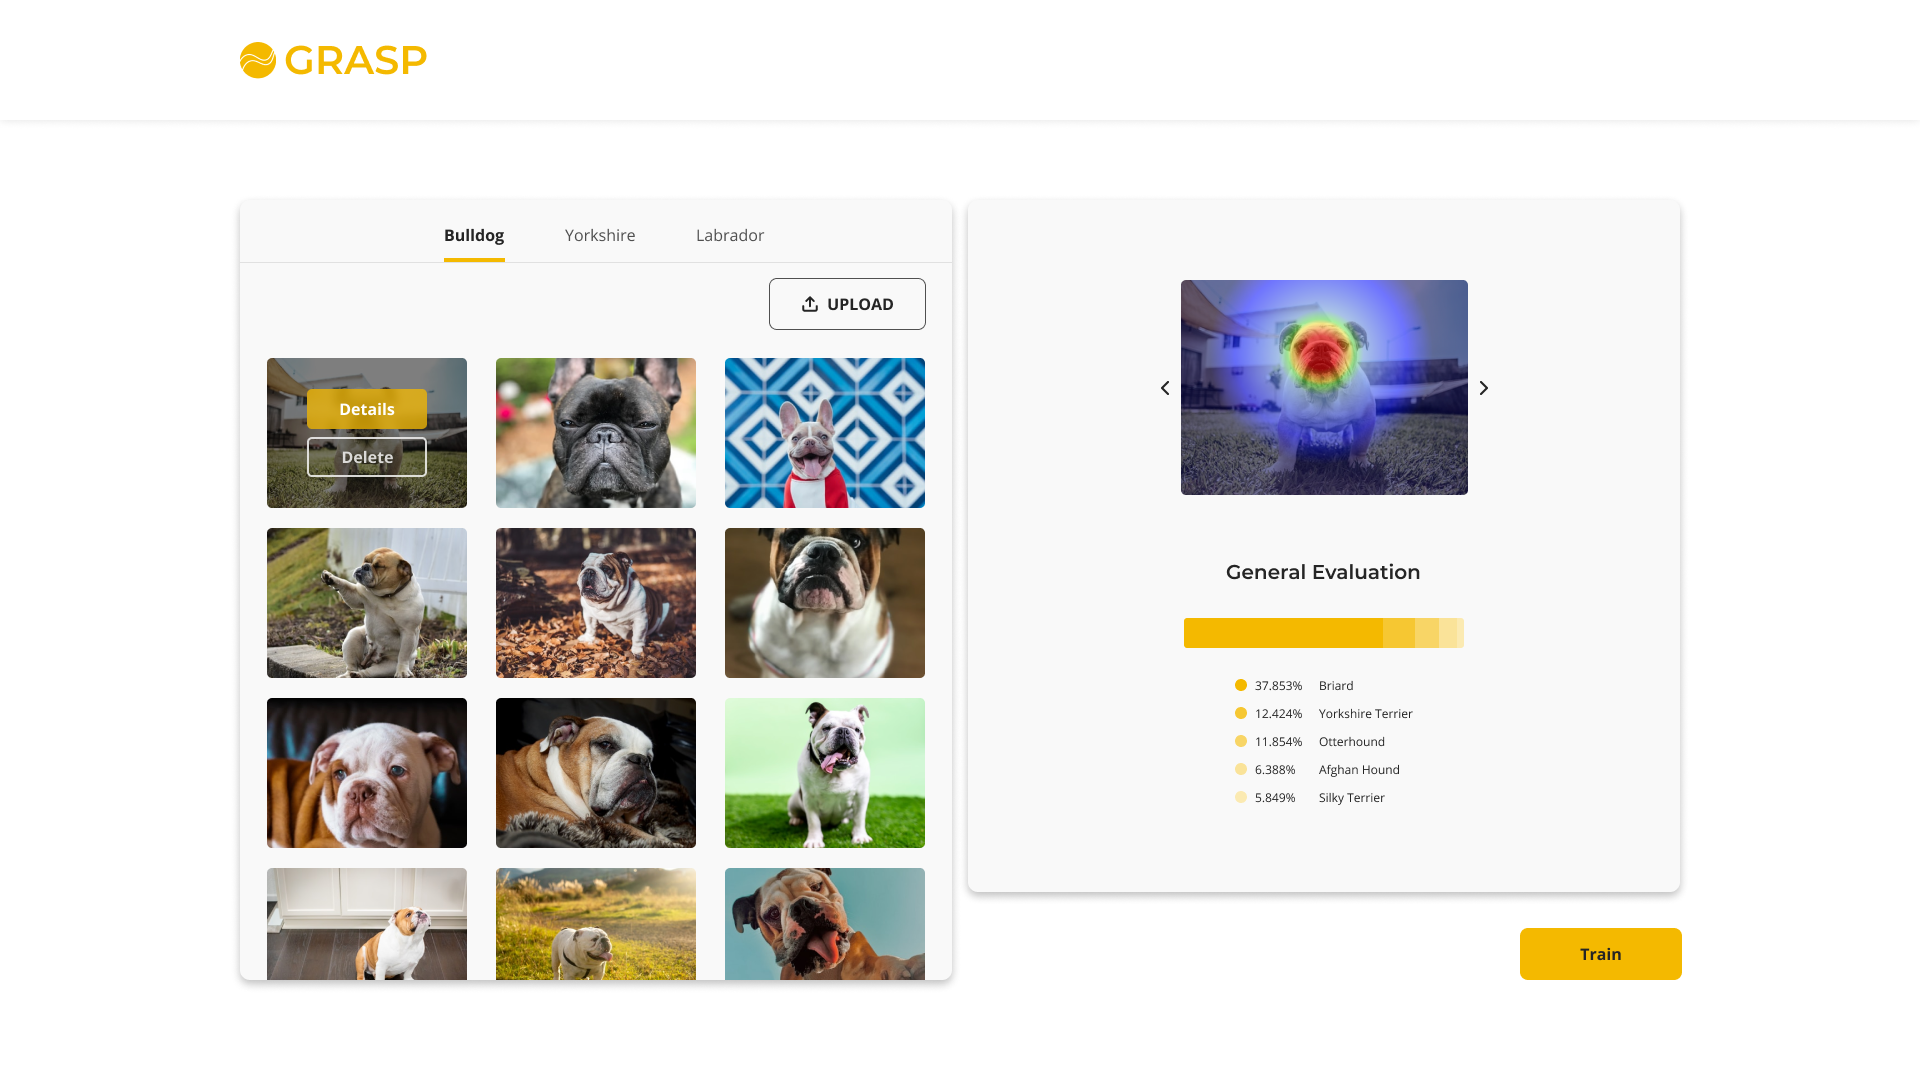 GRASP
Bulldog Yorkshire Labrador
UPLOAD
Details
Delete
General Evaluation
37.853% Briard
12.424% Yorkshire Terrier
11.854% Otterhound
6.388% Afghan Hound
5.849% Silky Terrier
Train